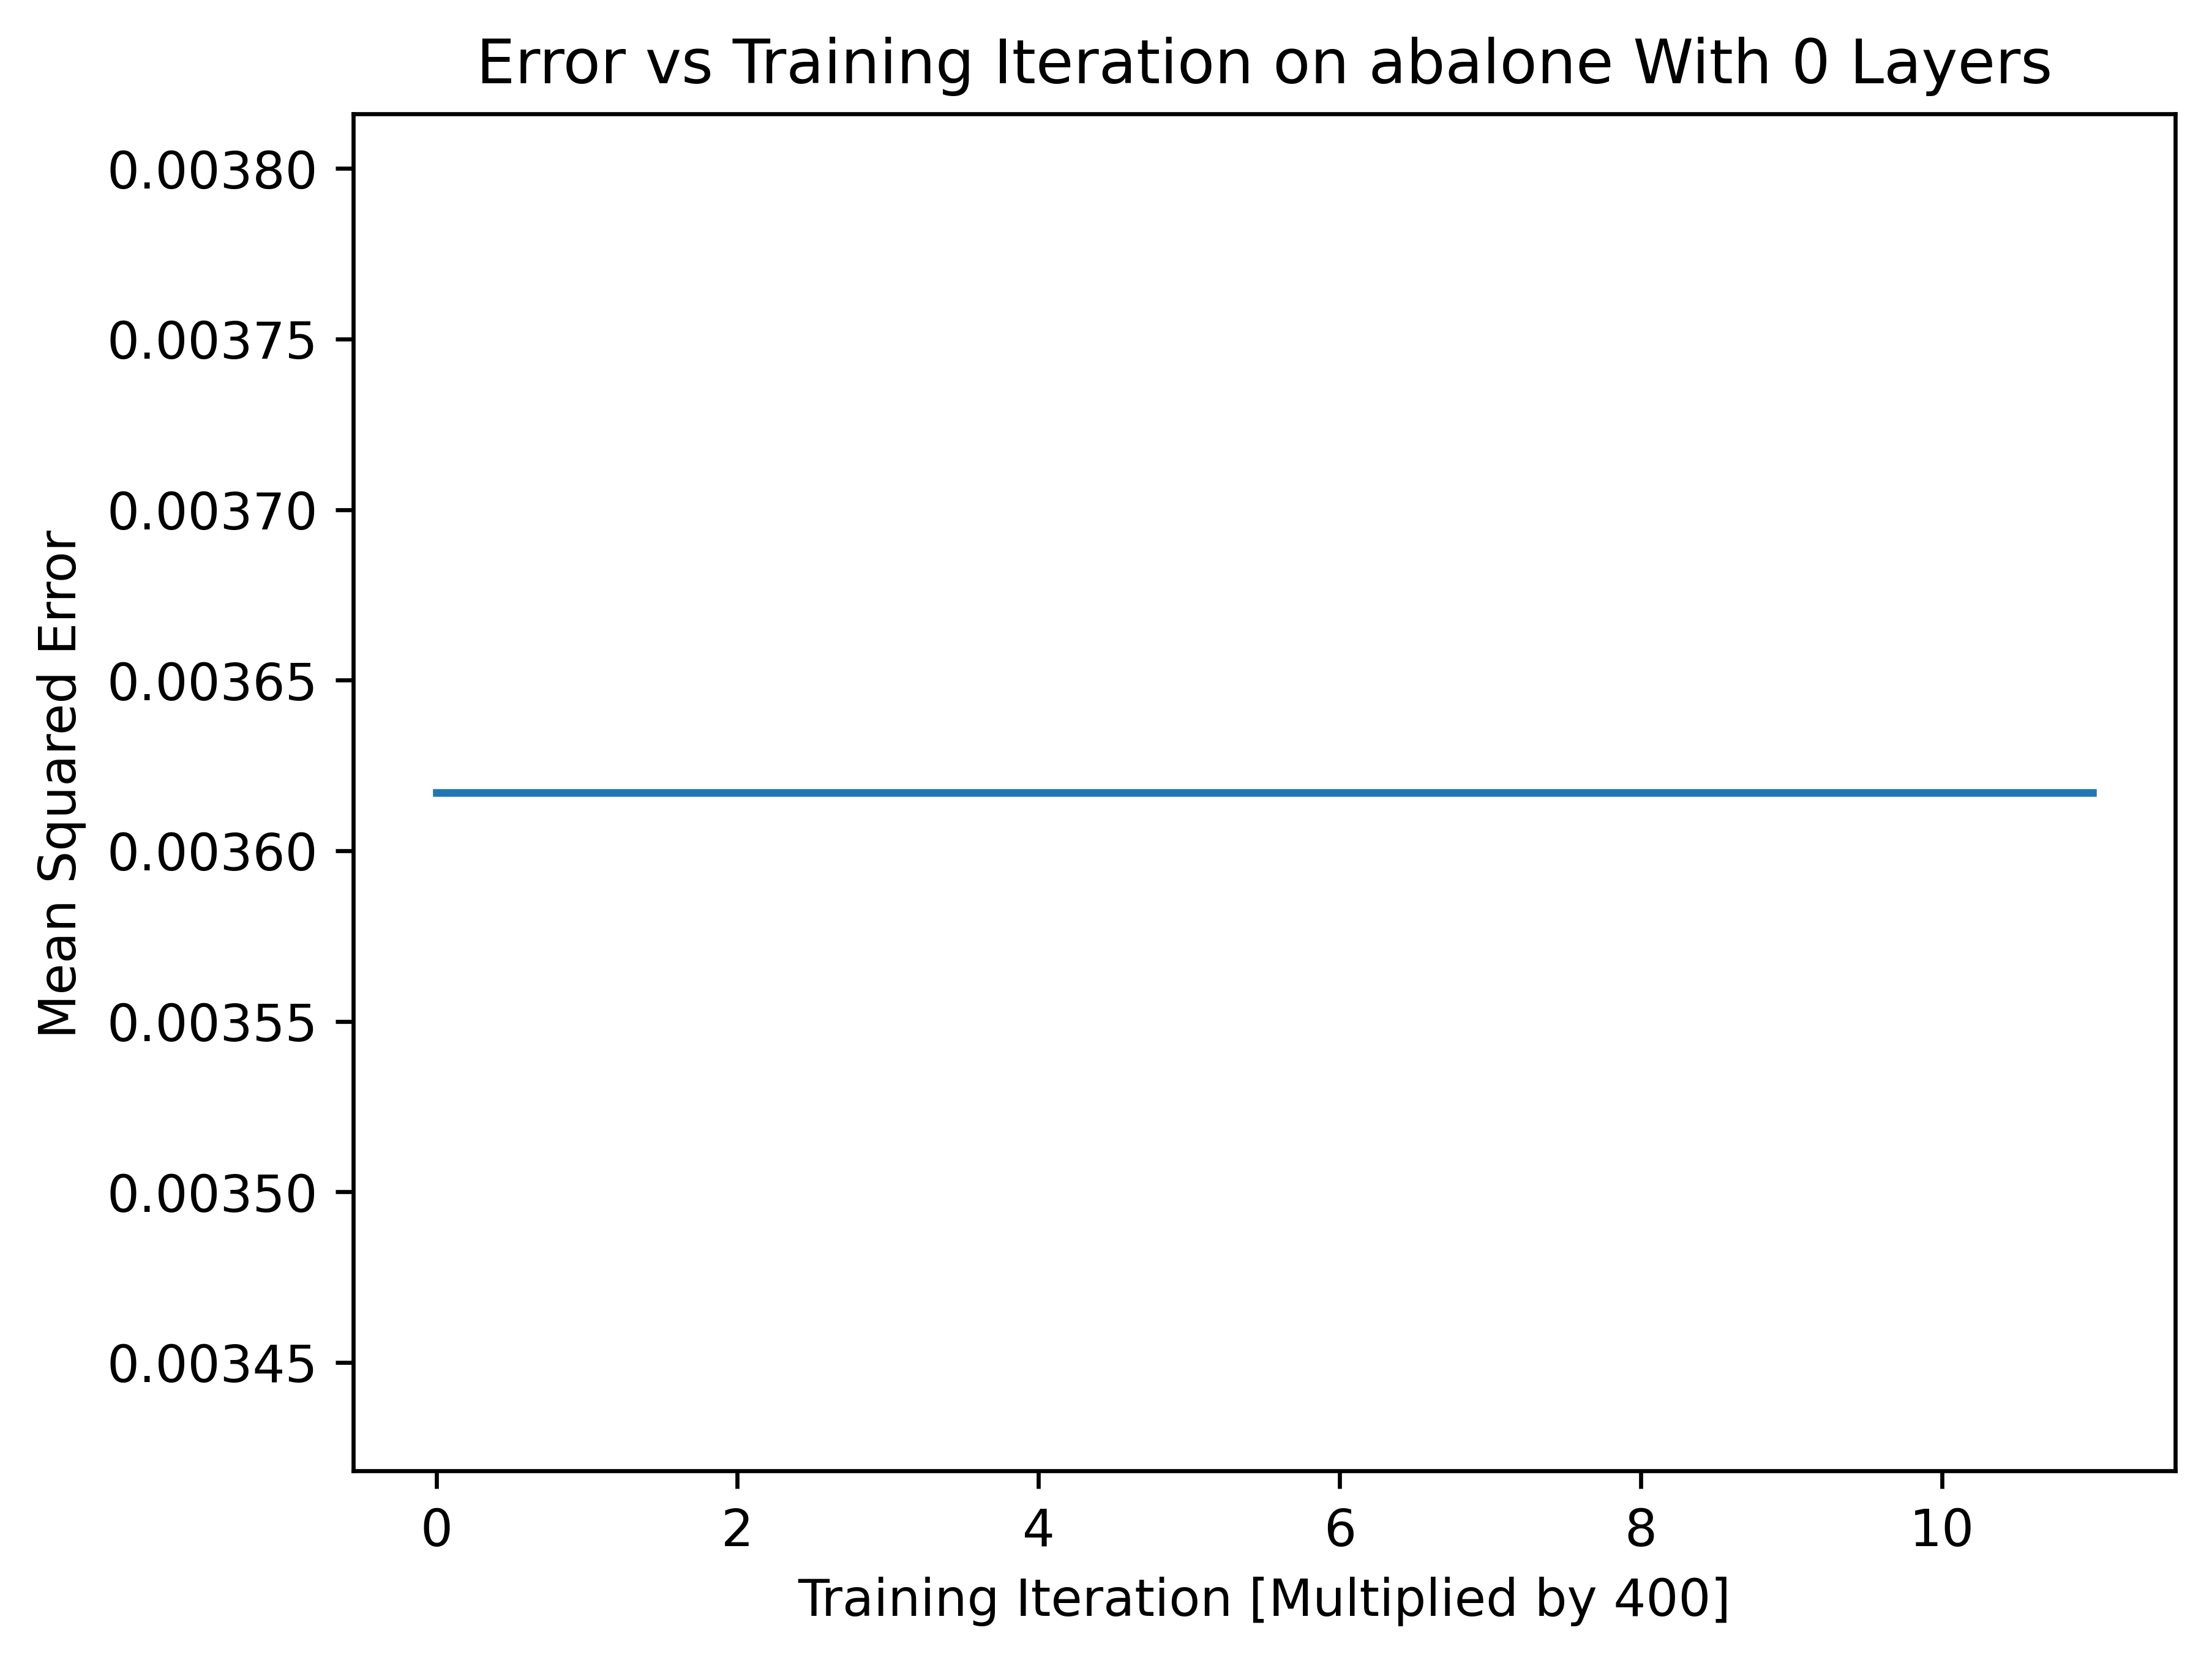 Error vs Training Iteration on abalone With 0 Layers
0.00380
0.00375
0.00370
0.00365
0.00360
0.00355
0.00350
0.00345
Mean Squared Error
0 2 4 6 8 10
Training Iteration [Multiplied by 400]